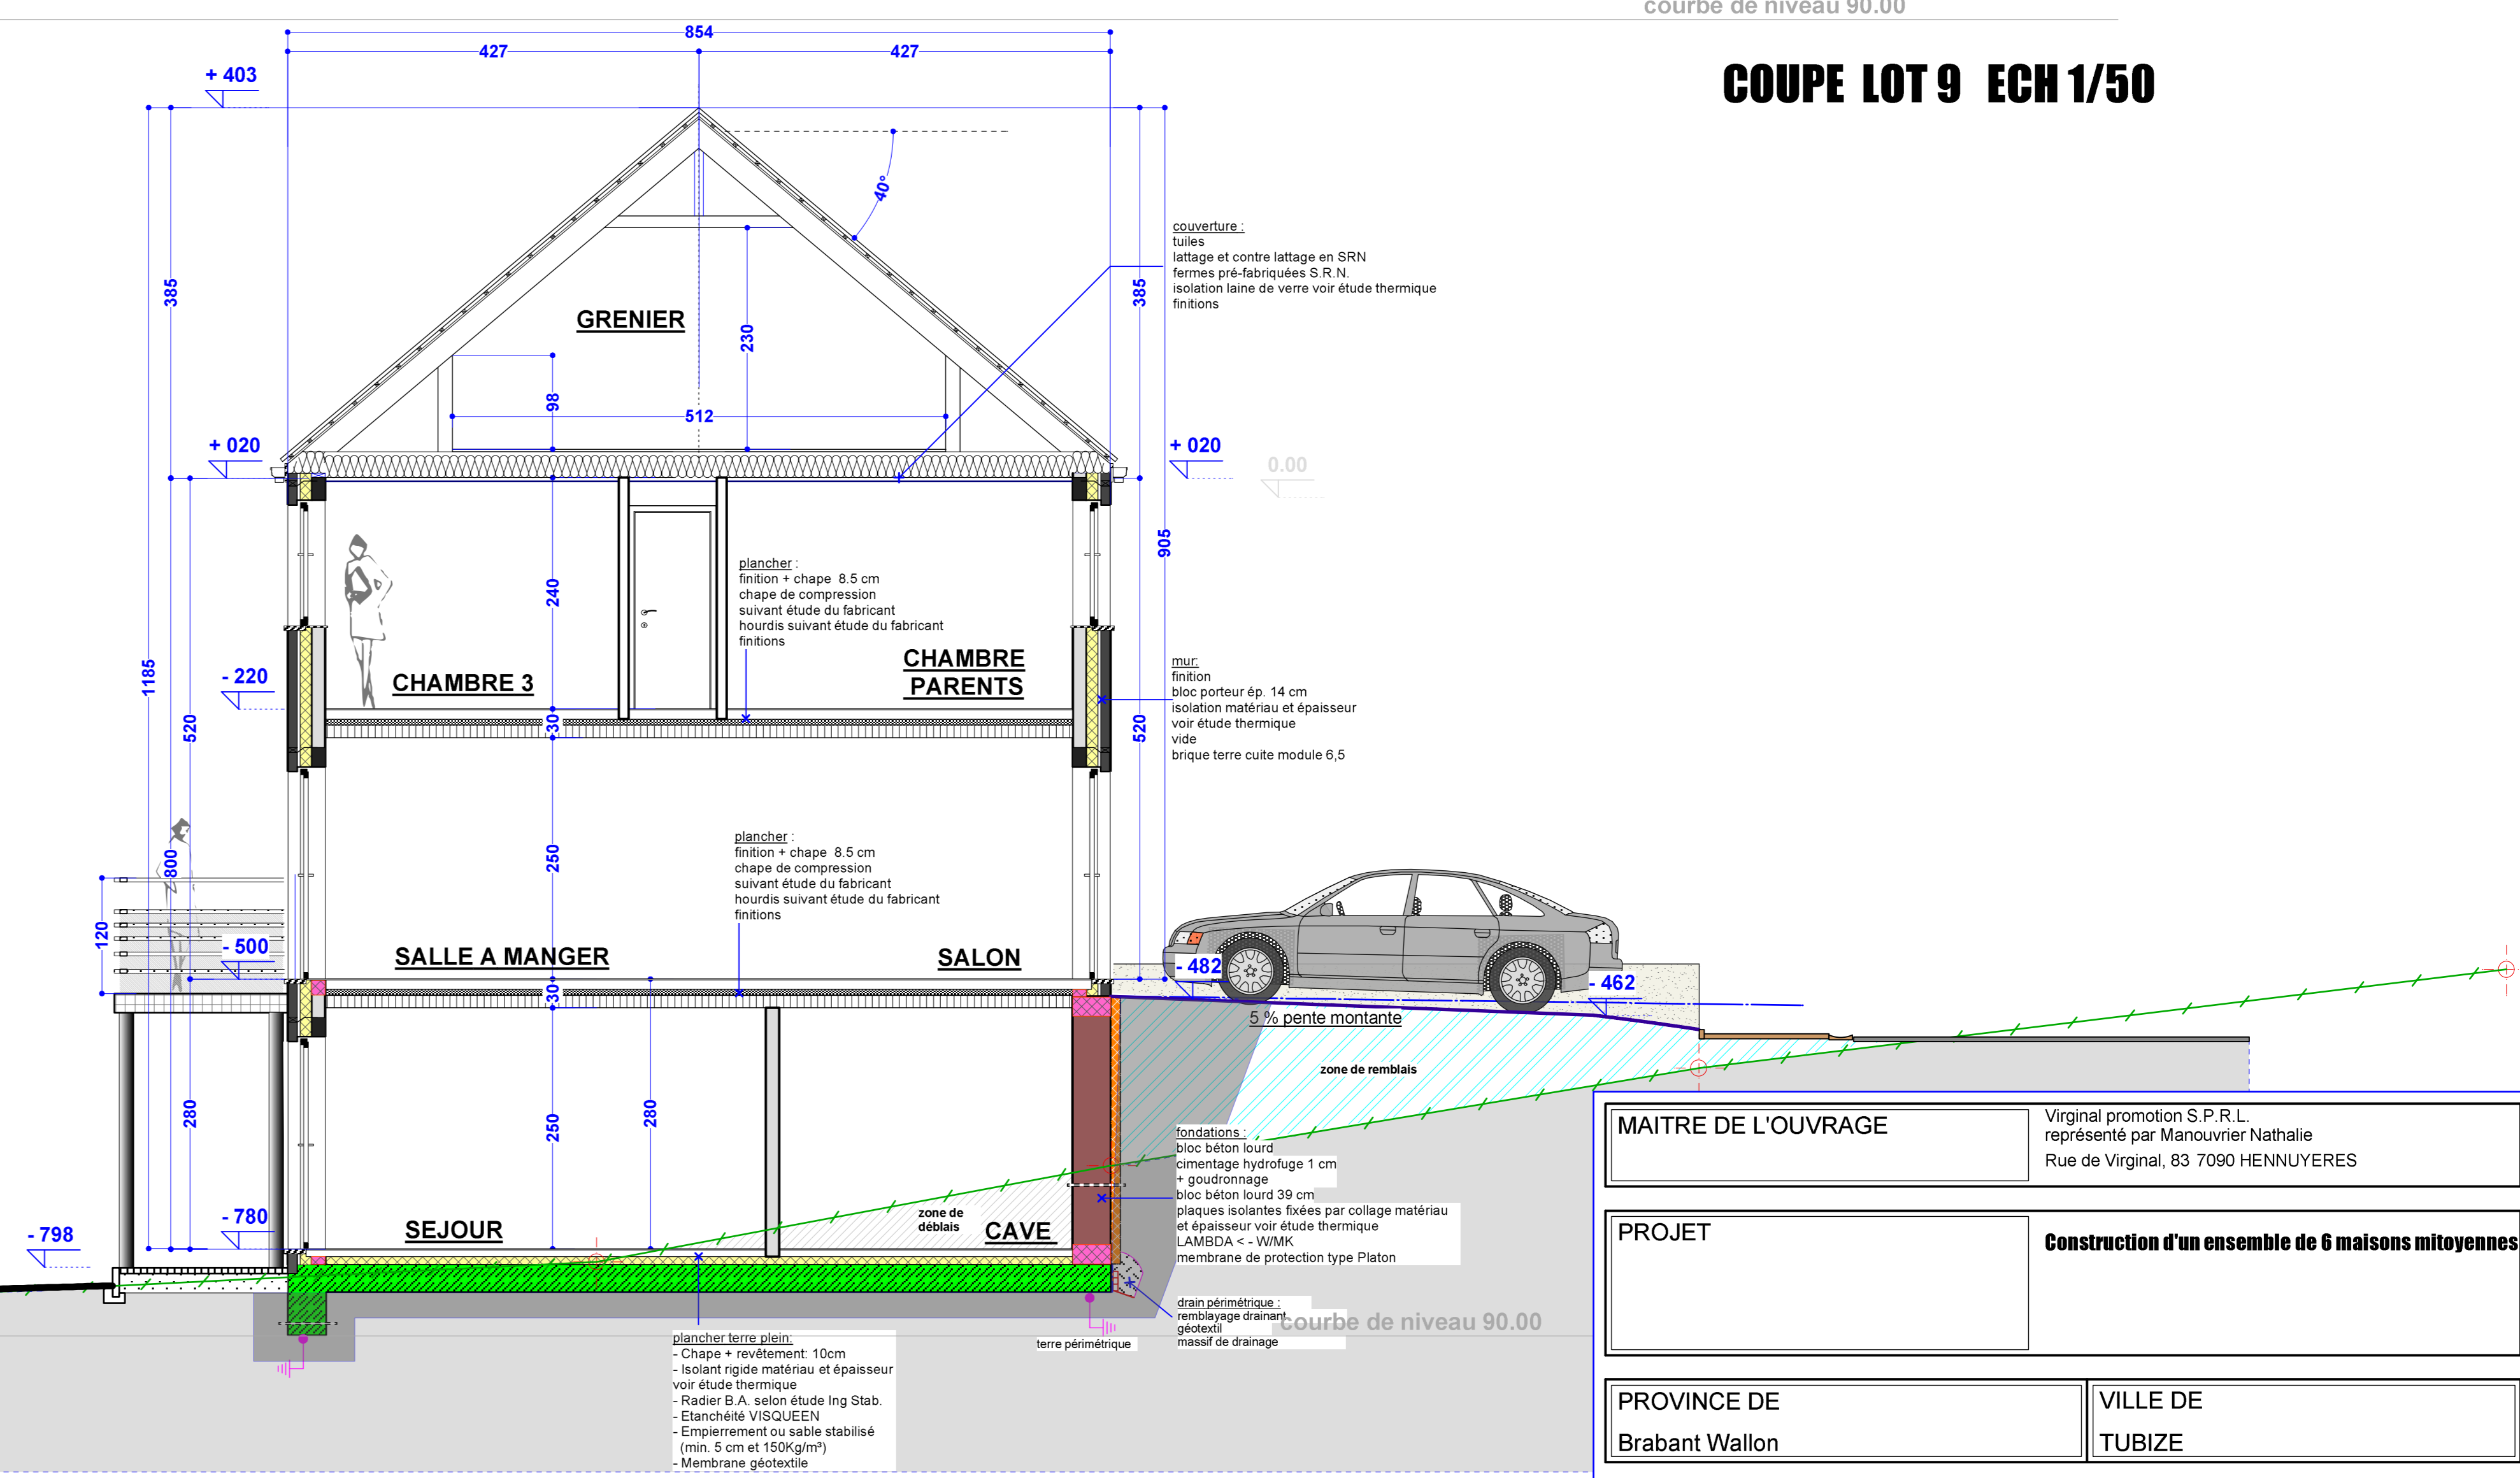 courbe de niveau 90.00
COUPE LOT 9 ECH 1/50
854
427
427
+ 403
40°
385
385
GRENIER
230
98
512
couverture :
tuiles
lattage et contre lattage en SRN
fermes pré-fabriquées S.R.N.
isolation laine de verre voir étude thermique
finitions
+ 020
+ 020
0.00
905
240
plancher :
finition + chape 8.5 cm
chape de compression
suivant étude du fabricant
hourdis suivant étude du fabricant
finitions
CHAMBRE 3
CHAMBRE
PARENTS
1185
- 220
520
30
520
mur:
finition
bloc porteur ép. 14 cm
isolation matériau et épaisseur
voir étude thermique
vide
brique terre cuite module 6,5
800
250
plancher :
finition + chape 8.5 cm
chape de compression
suivant étude du fabricant
hourdis suivant étude du fabricant
finitions
120
- 500
SALLE A MANGER
SALON
- 482
- 462
30
5 % pente montante
zone de remblais
280
250
280
fondations :
bloc béton lourd
cimentage hydrofuge 1 cm
+ goudronnage
bloc béton lourd 39 cm
plaques isolantes fixées par collage matériau
et épaisseur voir étude thermique
LAMBDA < - W/MK
membrane de protection type Platon
- 798
- 780
SEJOUR
zone de
déblais
CAVE
drain périmétrique :
remblayage drainant
géotextil
massif de drainage
courbe de niveau 90.00
terre périmétrique
plancher terre plein:
- Chape + revêtement: 10cm
- Isolant rigide matériau et épaisseur
voir étude thermique
- Radier B.A. selon étude Ing Stab.
- Etanchéité VISQUEEN
- Empierrement ou sable stabilisé
(min. 5 cm et 150Kg/m³)
- Membrane géotextile
MAITRE DE L'OUVRAGE
Virginal promotion S.P.R.L.
représenté par Manouvrier Nathalie
Rue de Virginal, 83 7090 HENNUYERES
PROJET
Construction d'un ensemble de 6 maisons mitoyennes
PROVINCE DE
Brabant Wallon
VILLE DE
TUBIZE